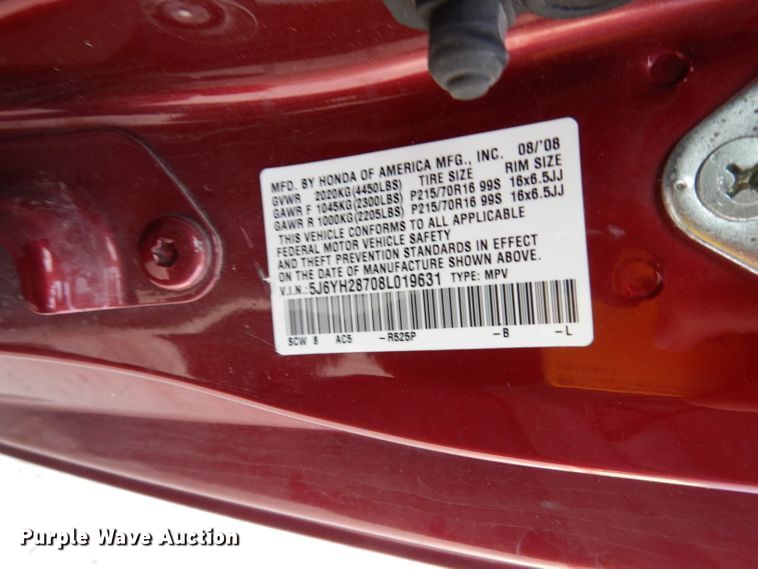 MFD. BY HONDA OF AMERICA MFG., INC. 08/'08
GVWR 2020KG(4450LBS) TIRE SIZE RIM SIZE
GAWR F 1045KG(2300LBS) P215/70R16 99S 16x6.5JJ
GAWR R 1000KG(2205LBS) P215/70R16 99S 16x6.5JJ
THIS VEHICLE CONFORMS TO ALL APPLICABLE
FEDERAL MOTOR VEHICLE SAFETY
AND THEFT PREVENTION STANDARDS IN EFFECT
ON THE DATE OF MANUFACTURE SHOWN ABOVE.
V.I.N.: 5J6YH28708L019631 TYPE: MPV
SCW 8 AC5 -R525P -B -L
Purple Wave Auction